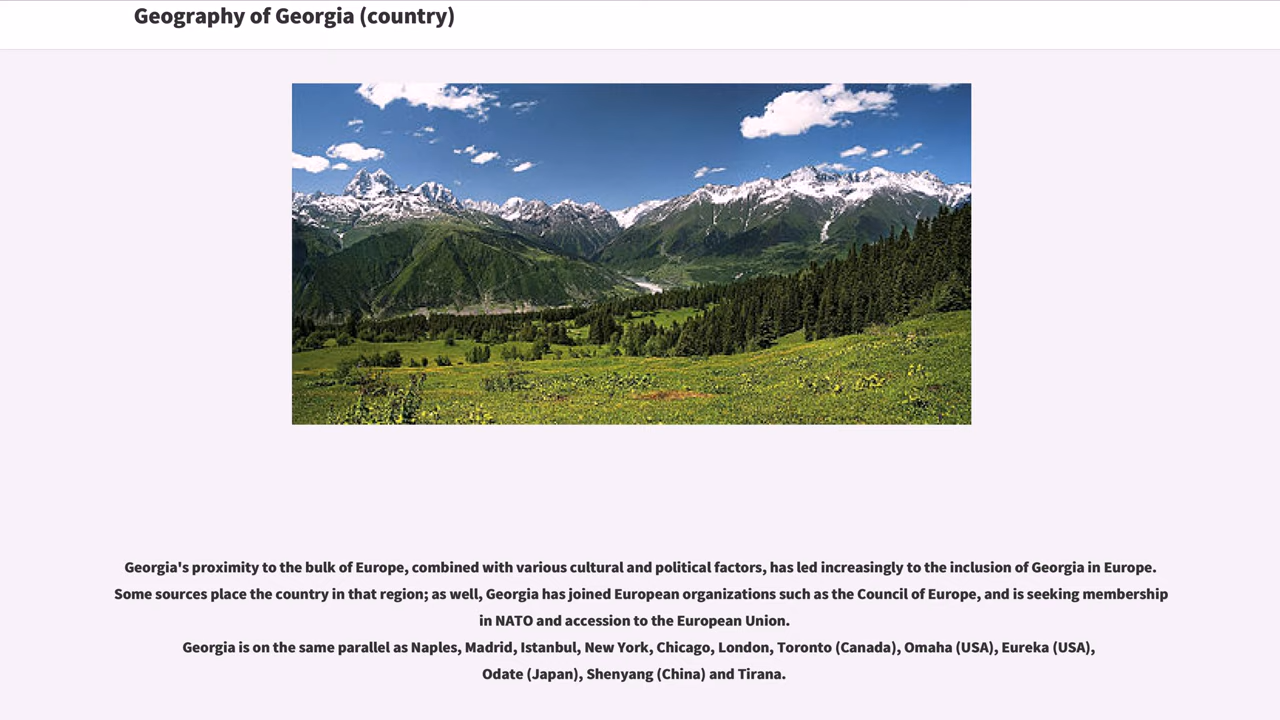 Geography of Georgia (country)
Georgia's proximity to the bulk of Europe, combined with various cultural and political factors, has led increasingly to the inclusion of Georgia in Europe.
Some sources place the country in that region; as well, Georgia has joined European organizations such as the Council of Europe, and is seeking membership
in NATO and accession to the European Union.
Georgia is on the same parallel as Naples, Madrid, Istanbul, New York, Chicago, London, Toronto (Canada), Omaha (USA), Eureka (USA),
Odate (Japan), Shenyang (China) and Tirana.